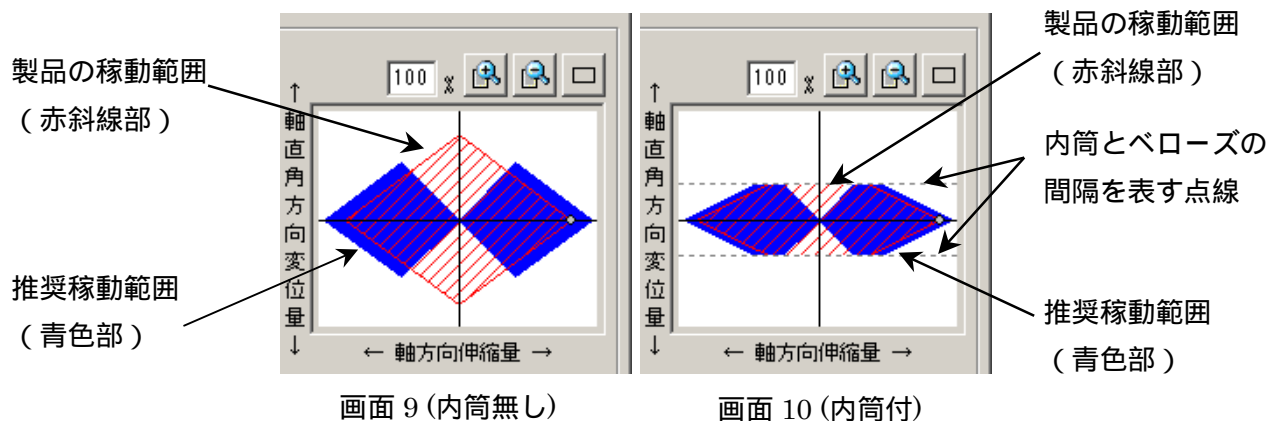 製品の稼動範囲
（赤斜線部）
推奨稼動範囲
（青色部）
100 %
↑軸直角方向変位量↓
← 軸方向伸縮量 →
画面 9 (内筒無し)
100 %
↑軸直角方向変位量↓
← 軸方向伸縮量 →
画面 10 (内筒付)
製品の稼動範囲
（赤斜線部）
内筒とベローズの
間隔を表す点線
推奨稼動範囲
（青色部）